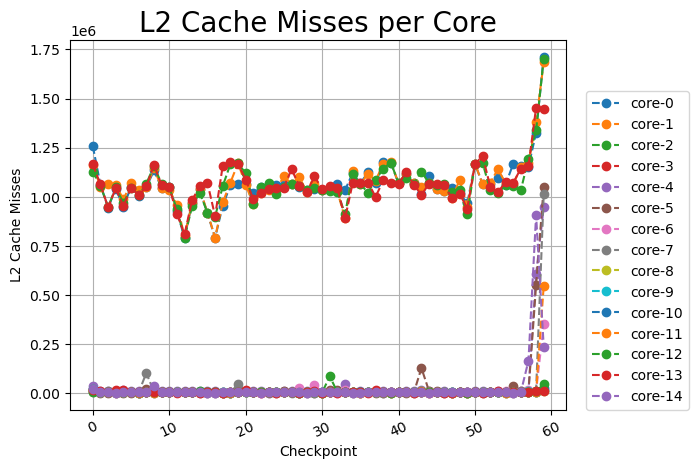 L2 Cache Misses per Core
1e6
1.75
1.50
1.25
1.00
0.75
0.50
0.25
0.00
L2 Cache Misses
0
10
20
30
40
50
60
Checkpoint
core-0
core-1
core-2
core-3
core-4
core-5
core-6
core-7
core-8
core-9
core-10
core-11
core-12
core-13
core-14